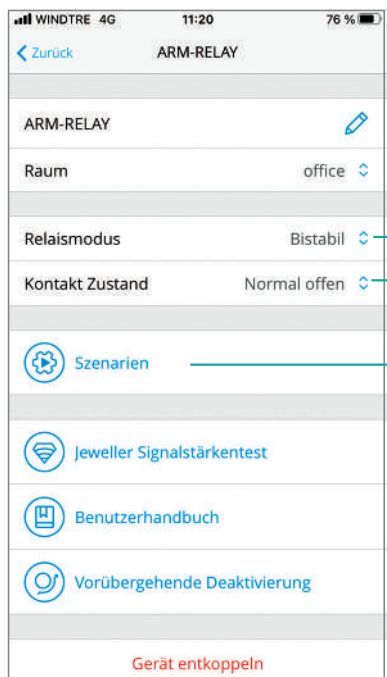 WINDTRE 4G 11:20 76 %
Zurück ARM-RELAY
ARM-RELAY
Raum office
Relaismodus Bistabil
Kontakt Zustand Normal offen
Szenarien
Jeweller Signalstärkentest
Benutzerhandbuch
Vorübergehende Deaktivierung
Gerät entkoppeln